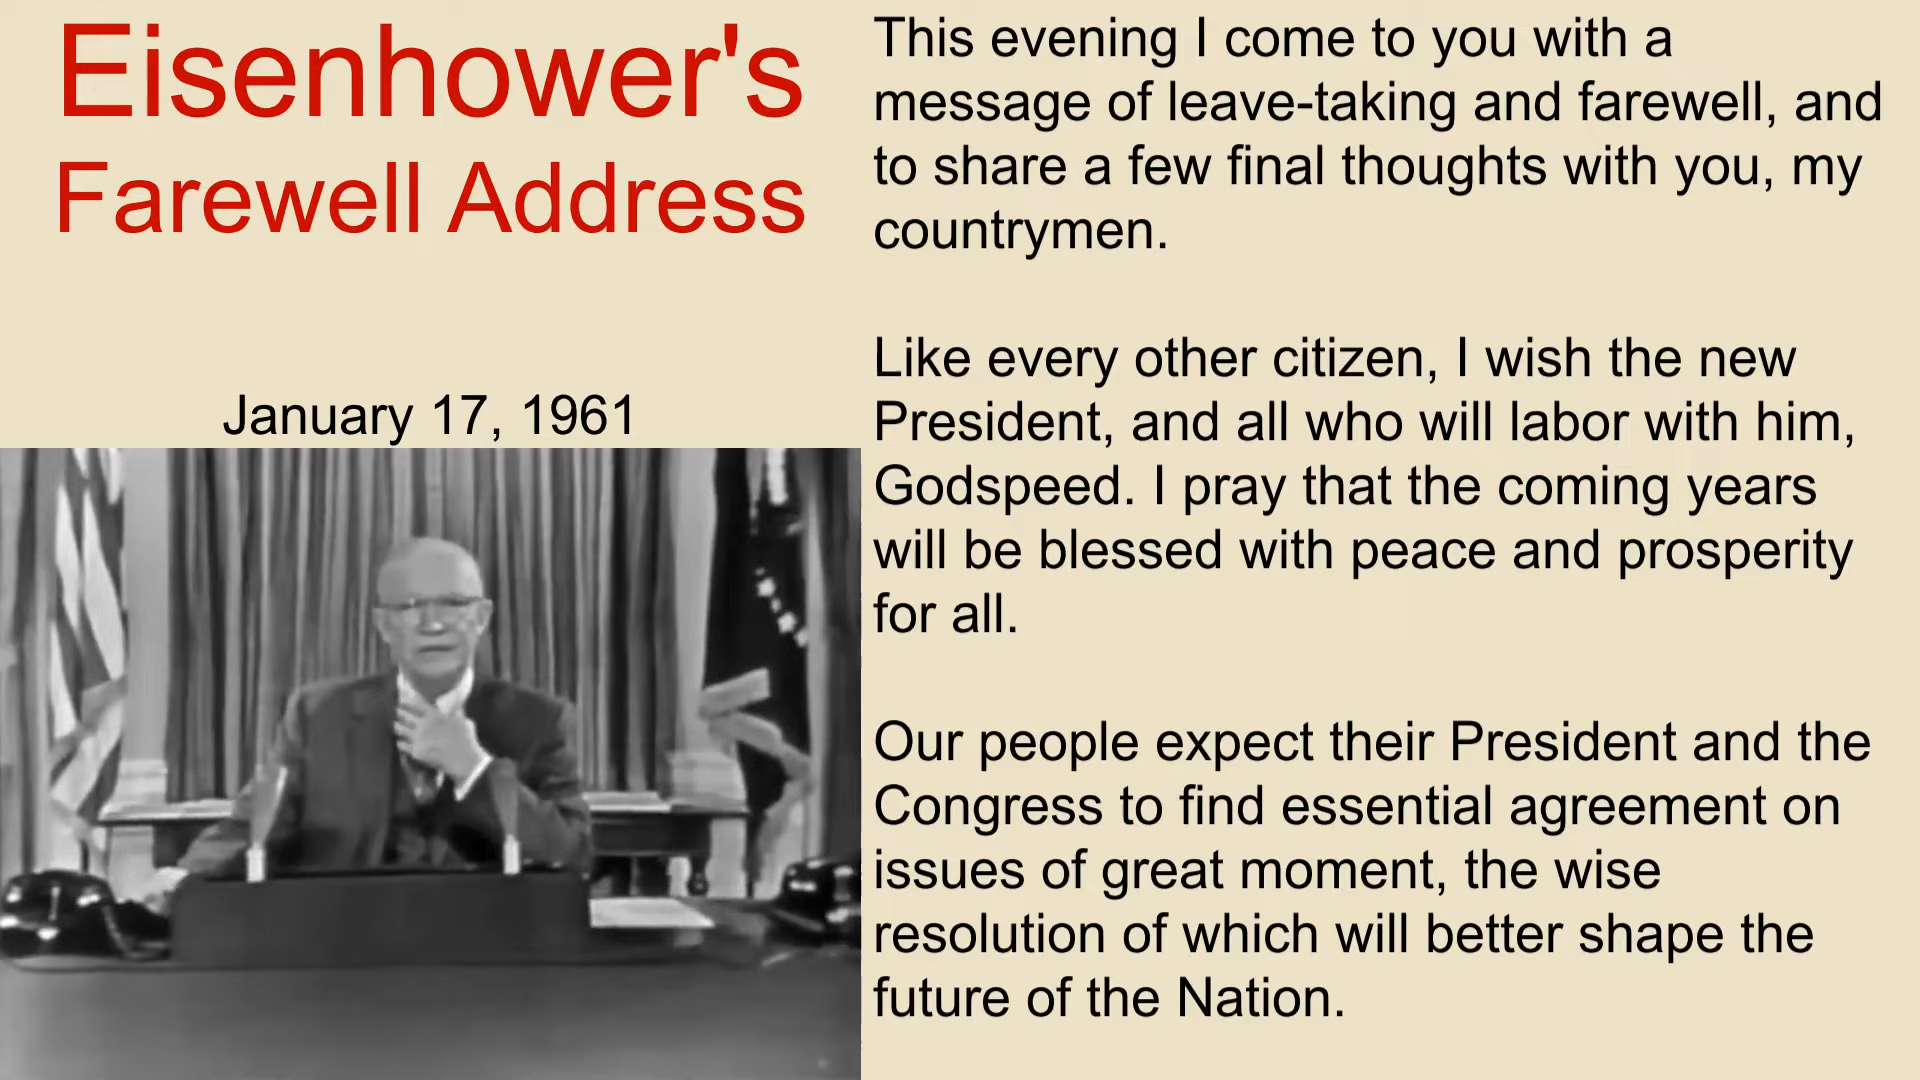 Eisenhower's
Farewell Address
January 17, 1961
This evening I come to you with a
message of leave-taking and farewell, and
to share a few final thoughts with you, my
countrymen.
Like every other citizen, I wish the new
President, and all who will labor with him,
Godspeed. I pray that the coming years
will be blessed with peace and prosperity
for all.
Our people expect their President and the
Congress to find essential agreement on
issues of great moment, the wise
resolution of which will better shape the
future of the Nation.